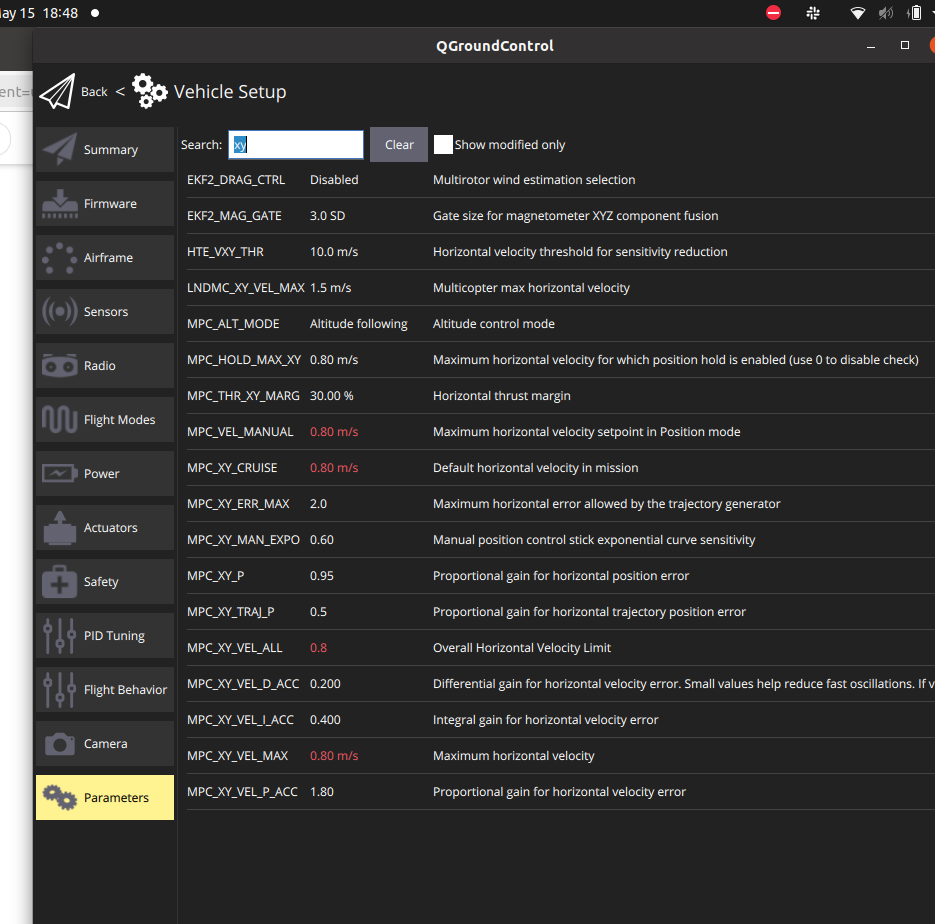 ay 15 18:48
QGroundControl
ent=
Back < Vehicle Setup
Summary
Firmware
Airframe
Sensors
Radio
Flight Modes
Power
Actuators
Safety
PID Tuning
Flight Behavior
Camera
Parameters
Search: xy Clear Show modified only
EKF2_DRAG_CTRL Disabled Multirotor wind estimation selection
EKF2_MAG_GATE 3.0 SD Gate size for magnetometer XYZ component fusion
HTE_VXY_THR 10.0 m/s Horizontal velocity threshold for sensitivity reduction
LNDMC_XY_VEL_MAX 1.5 m/s Multicopter max horizontal velocity
MPC_ALT_MODE Altitude following Altitude control mode
MPC_HOLD_MAX_XY 0.80 m/s Maximum horizontal velocity for which position hold is enabled (use 0 to disable check)
MPC_THR_XY_MARG 30.00 % Horizontal thrust margin
MPC_VEL_MANUAL 0.80 m/s Maximum horizontal velocity setpoint in Position mode
MPC_XY_CRUISE 0.80 m/s Default horizontal velocity in mission
MPC_XY_ERR_MAX 2.0 Maximum horizontal error allowed by the trajectory generator
MPC_XY_MAN_EXPO 0.60 Manual position control stick exponential curve sensitivity
MPC_XY_P 0.95 Proportional gain for horizontal position error
MPC_XY_TRAJ_P 0.5 Proportional gain for horizontal trajectory position error
MPC_XY_VEL_ALL 0.8 Overall Horizontal Velocity Limit
MPC_XY_VEL_D_ACC 0.200 Differential gain for horizontal velocity error. Small values help reduce fast oscillations. If v
MPC_XY_VEL_I_ACC 0.400 Integral gain for horizontal velocity error
MPC_XY_VEL_MAX 0.80 m/s Maximum horizontal velocity
MPC_XY_VEL_P_ACC 1.80 Proportional gain for horizontal velocity error